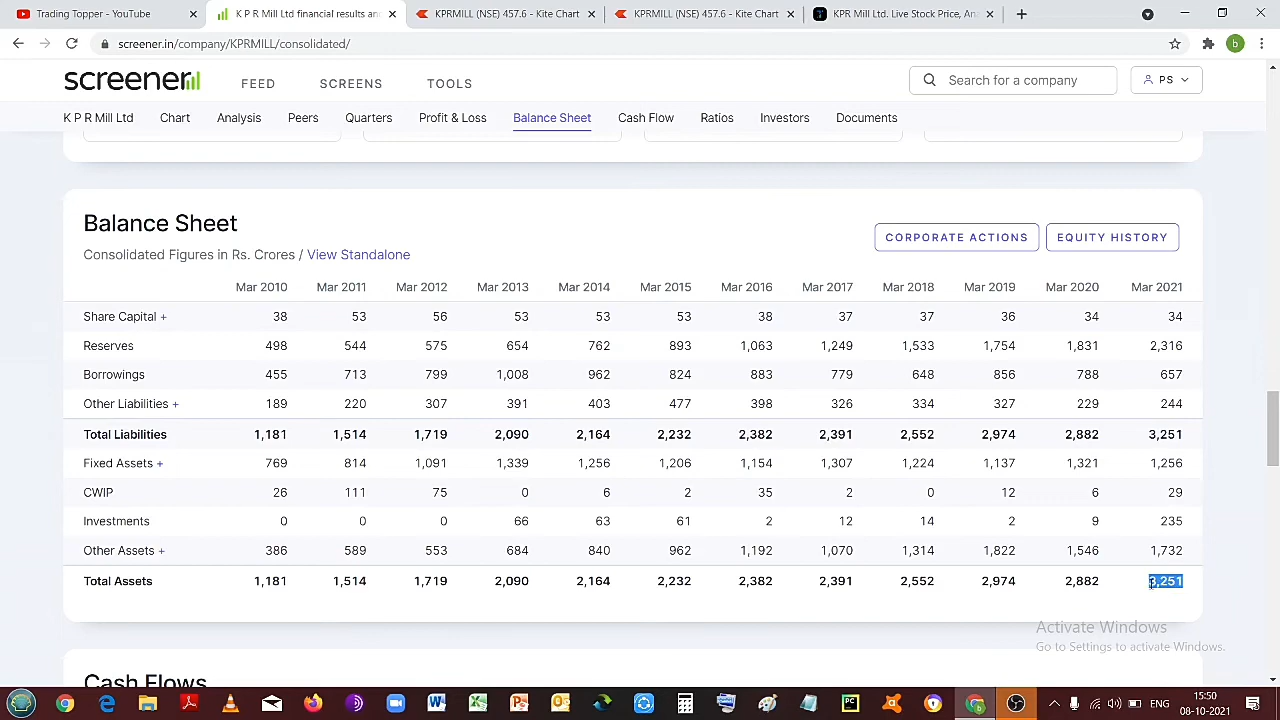 Trading Topper - YouTube
K P R Mill Ltd financial results an
KPRMILL (NSE) 457.6 - Kite Chart
KPRMILL (NSE) 457.6 - Kite Chart
KPR Mill Ltd. Live Stock Price, An
screener.in/company/KPRMILL/consolidated/
b
screener
FEED SCREENS TOOLS
Search for a company
PS
K P R Mill Ltd Chart Analysis Peers Quarters Profit & Loss Balance Sheet Cash Flow Ratios Investors Documents
Balance Sheet
CORPORATE ACTIONS EQUITY HISTORY
Consolidated Figures in Rs. Crores / View Standalone
Mar 2010 Mar 2011 Mar 2012 Mar 2013 Mar 2014 Mar 2015 Mar 2016 Mar 2017 Mar 2018 Mar 2019 Mar 2020 Mar 2021
Share Capital + 38 53 56 53 53 53 38 37 37 36 34 34
Reserves 498 544 575 654 762 893 1,063 1,249 1,533 1,754 1,831 2,316
Borrowings 455 713 799 1,008 962 824 883 779 648 856 788 657
Other Liabilities + 189 220 307 391 403 477 398 326 334 327 229 244
Total Liabilities 1,181 1,514 1,719 2,090 2,164 2,232 2,382 2,391 2,552 2,974 2,882 3,251
Fixed Assets + 769 814 1,091 1,339 1,256 1,206 1,154 1,307 1,224 1,137 1,321 1,256
CWIP 26 111 75 0 6 2 35 2 0 12 6 29
Investments 0 0 0 66 63 61 2 12 14 2 9 235
Other Assets + 386 589 553 684 840 962 1,192 1,070 1,314 1,822 1,546 1,732
Total Assets 1,181 1,514 1,719 2,090 2,164 2,232 2,382 2,391 2,552 2,974 2,882 3,251
Activate Windows
Go to Settings to activate Windows.
Cash Flows
ENG
15:50
08-10-2021